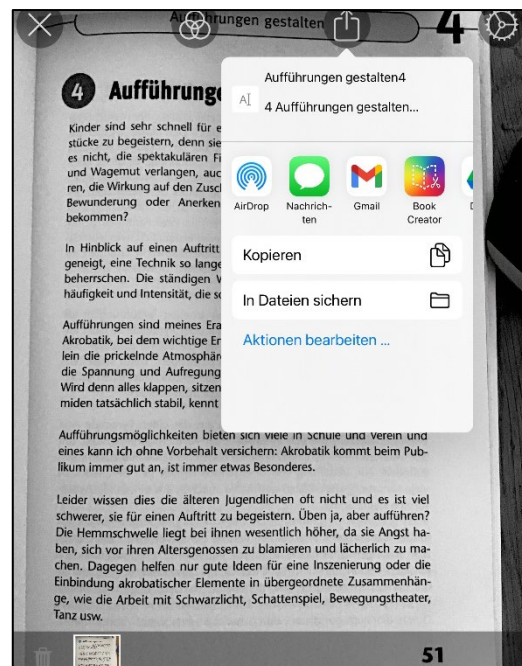 Aufführungen gestalten
4
4 Aufführunge
Aufführungen gestalten4
4 Aufführungen gestalten...
AirDrop
Nachrich-
ten
Gmail
Book
Creator
Kopieren
In Dateien sichern
Aktionen bearbeiten ...
Kinder sind sehr schnell für
stücke zu begeistern, denn sie
es nicht, die spektakulären
und Wagemut verlangen,
ren, die Wirkung auf den
Bewunderung oder
bekommen?
In Hinblick auf einen Auftritt
geneigt, eine Technik so lange
beherrschen. Die ständigen
häufigkeit und Intensität, die
Aufführungen sind meines
Akrobatik, bei dem wichtige
lein die prickelnde
die Spannung und Aufregung
Wird denn alles klappen, sitzen
miden tatsächlich stabil, kennt
Aufführungsmöglichkeiten bieten sich viele in Schule und Verein und
eines kann ich ohne Vorbehalt versichern: Akrobatik kommt beim Pub-
likum immer gut an, ist immer etwas Besonderes.
Leider wissen dies die älteren Jugendlichen oft nicht und es ist viel
schwerer, sie für einen Auftritt zu begeistern. Üben ja, aber aufführen?
Die Hemmschwelle liegt bei ihnen wesentlich höher, da sie Angst ha-
ben, sich vor ihren Altersgenossen zu blamieren und lächerlich zu ma-
chen. Dagegen helfen nur gute Ideen für eine Inszenierung oder die
Einbindung akrobatischer Elemente in übergeordnete Zusammenhän-
ge, wie die Arbeit mit Schwarzlicht, Schattenspiel, Bewegungstheater,
Tanz usw.
51